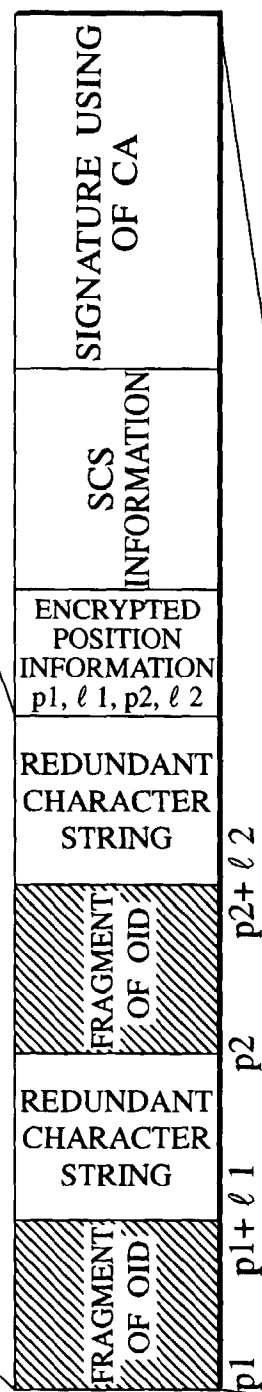 SIGNATURE USING
OF CA
SCS
INFORMATION
ENCRYPTED
POSITION
INFORMATION
p1, ℓ 1, p2, ℓ 2
REDUNDANT
CHARACTER
STRING
p2+ ℓ 2
FRAGMENT
OF OID
p2
REDUNDANT
CHARACTER
STRING
p1+ ℓ 1
FRAGMENT
OF OID
p1